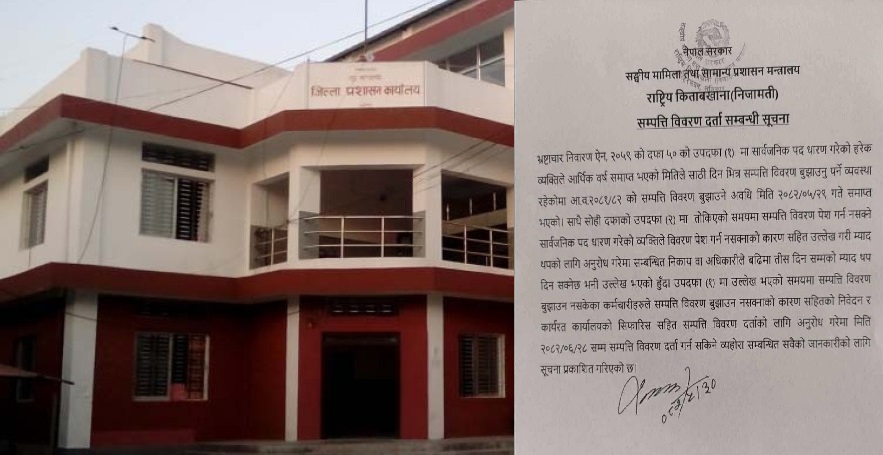 जिल्ला प्रशासन कार्यालय
नेपाल सरकार
सङ्घीय मामिला तथा सामान्य प्रशासन मन्त्रालय
राष्ट्रिय किताबखाना(निजामती)
सम्पत्ति विवरण दर्ता सम्बन्धी सूचना
भ्रष्टाचार निवारण ऐन, २०५९ को दफा ५० को उपदफा (१) मा सार्वजनिक पद धारण गरेको हरेक
व्यक्तिले आर्थिक वर्ष समाप्त भएको मितिले साठी दिन भित्र सम्पत्ति विवरण बुझाउनु पर्ने व्यवस्था
रहेकोमा आ.व.२०८१/८२ को सम्पत्ति विवरण बुझाउने अवधि मिति २०८२/०५/२९ गते समाप्त
भएको। साथै सोही दफाको उपदफा (२) मा तोकिएको समयमा सम्पत्ति विवरण पेश गर्न नसक्ने
सार्वजनिक पद धारण गरेको व्यक्तिले विवरण पेश गर्न नसक्नाको कारण सहित उल्लेख गरी म्याद
थपको लागि अनुरोध गरेमा सम्बन्धित निकाय वा अधिकारीले बढिमा तीस दिन सम्मको म्याद थप
दिन सक्नेछ भनी उल्लेख भएको हुँदा उपदफा (१) मा उल्लेख भएको समयमा सम्पत्ति विवरण
बुझाउन नसकेका कर्मचारीहरुले सम्पत्ति विवरण बुझाउन नसक्नाको कारण सहितको निवेदन र
कार्यरत कार्यालयको सिफारिस सहित सम्पत्ति विवरण दर्ताको लागि अनुरोध गरेमा मिति
२०८२/०६/२८ सम्म सम्पत्ति विवरण दर्ता गर्न सकिने व्यहोरा सम्बन्धित सवैको जानकारीको लागि
सूचना प्रकाशित गरिएको छ।